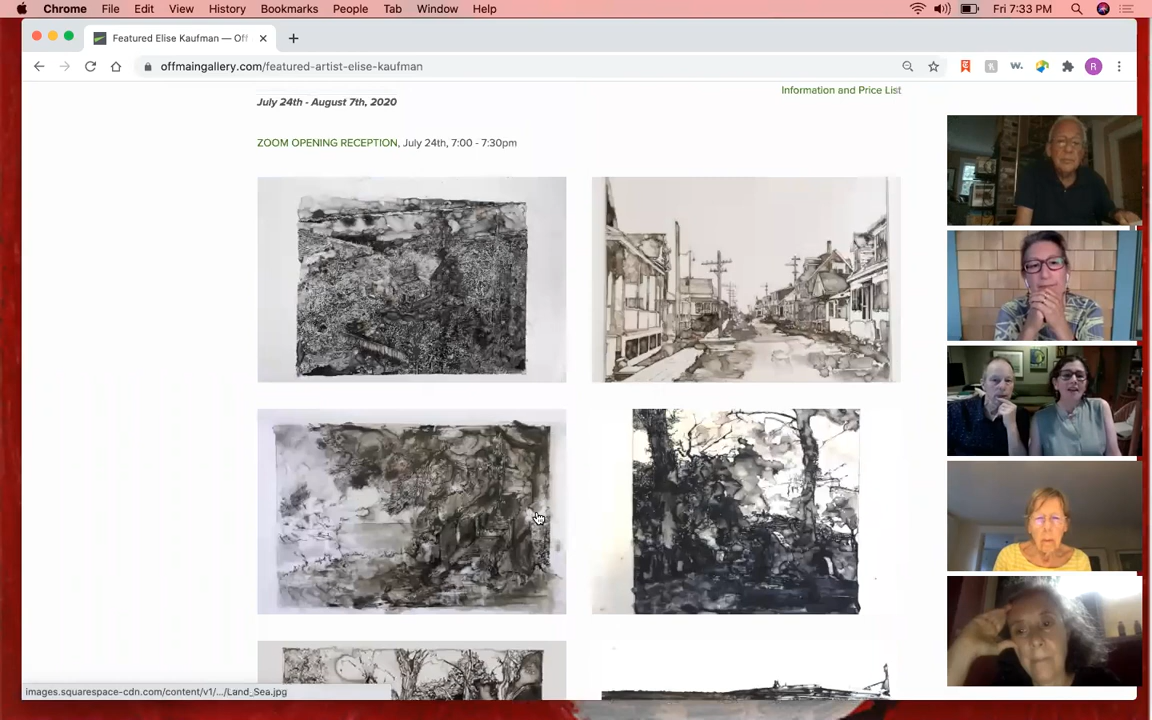 Chrome File Edit View History Bookmarks People Tab Window Help Fri 7:33 PM
Featured Elise Kaufman — Off
offmaingallery.com/featured-artist-elise-kaufman
R
July 24th - August 7th, 2020
Information and Price List
ZOOM OPENING RECEPTION, July 24th, 7:00 - 7:30pm
images.squarespace-cdn.com/content/v1/.../Land_Sea.jpg